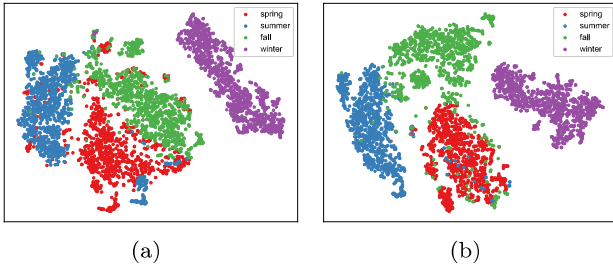 spring
summer
fall
winter
spring
summer
fall
winter
(a)
(b)